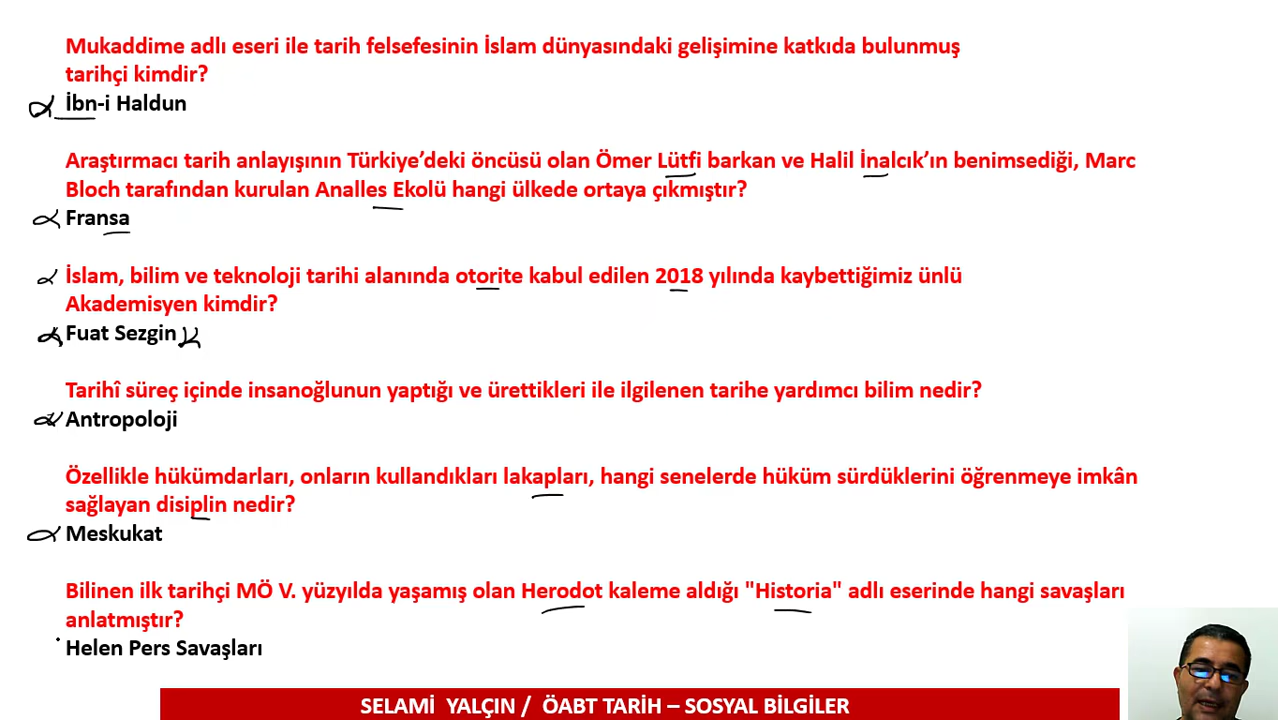 Mukaddime adlı eseri ile tarih felsefesinin İslam dünyasındaki gelişimine katkıda bulunmuş
tarihçi kimdir?
İbn-i Haldun
Araştırmacı tarih anlayışının Türkiye’deki öncüsü olan Ömer Lütfi barkan ve Halil İnalcık’ın benimsediği, Marc
Bloch tarafından kurulan Analles Ekolü hangi ülkede ortaya çıkmıştır?
Fransa
İslam, bilim ve teknoloji tarihi alanında otorite kabul edilen 2018 yılında kaybettiğimiz ünlü
Akademisyen kimdir?
Fuat Sezgin
Tarihî süreç içinde insanoğlunun yaptığı ve ürettikleri ile ilgilenen tarihe yardımcı bilim nedir?
Antropoloji
Özellikle hükümdarları, onların kullandıkları lakapları, hangi senelerde hüküm sürdüklerini öğrenmeye imkân
sağlayan disiplin nedir?
Meskukat
Bilinen ilk tarihçi MÖ V. yüzyılda yaşamış olan Herodot kaleme aldığı "Historia" adlı eserinde hangi savaşları
anlatmıştır?
Helen Pers Savaşları
SELAMİ YALÇIN / ÖABT TARİH – SOSYAL BİLGİLER